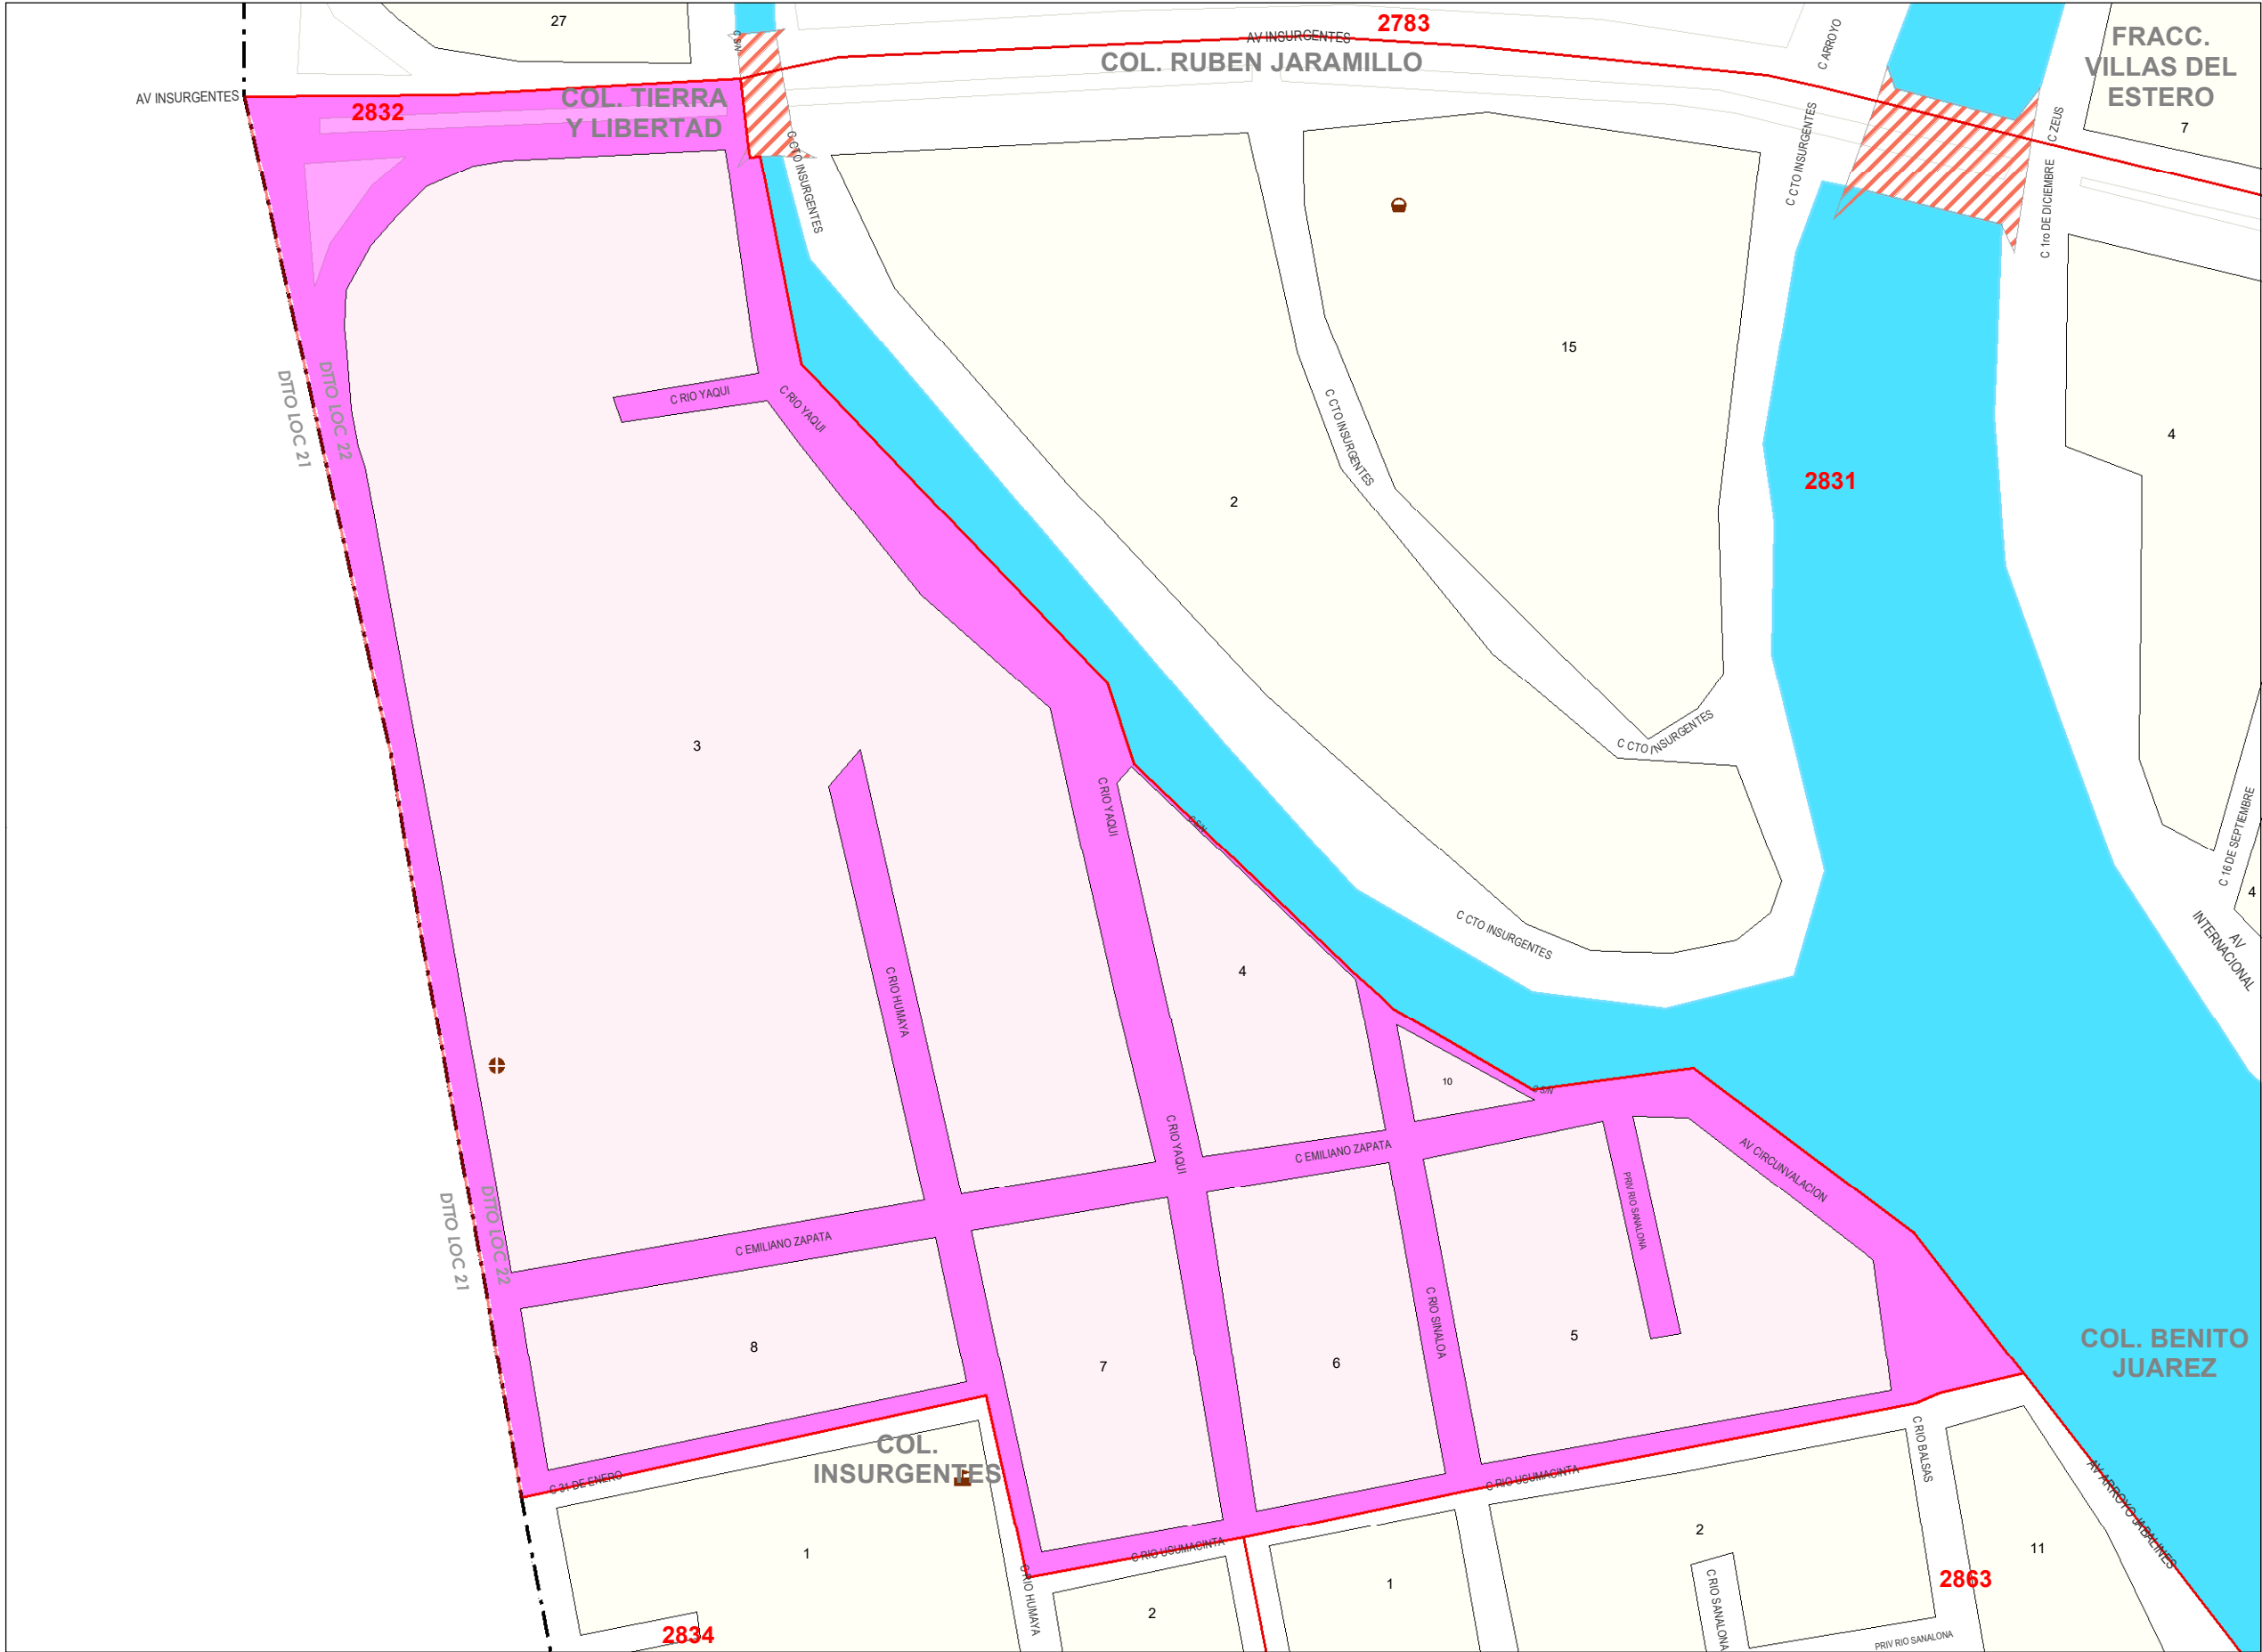 27
2783
C S/N
AV INSURGENTES
COL. RUBEN JARAMILLO
C ARROYO
FRACC.
VILLAS DEL
ESTERO
7
AV INSURGENTES
2832
COL. TIERRA
Y LIBERTAD
C CTO INSURGENTES
C CTO INSURGENTES
C ZEUS
C 1ro DE DICIEMBRE
15
DTTO LOC 21
DTTO LOC 22
C RIO YAQUI
C RIO YAQUI
C CTO INSURGENTES
4
2831
2
3
C CTO INSURGENTES
C RIO YAQUI
C S/N
C 16 DE SEPTIEMBRE
4
AV
INTERNACIONAL
C CTO INSURGENTES
4
C RIO HUMAYA
10
C S/N
C RIO YAQUI
C EMILIANO ZAPATA
AV CIRCUNVALACION
PRIV RIO SANALONA
DTTO LOC 21
DTTO LOC 22
C EMILIANO ZAPATA
C RIO SINALOA
8
7
6
5
COL. BENITO
JUAREZ
COL.
INSURGENTES
C 31 DE ENERO
C RIO USUMACINTA
C RIO BALSAS
AV ARROYO JABALINES
1
C RIO USUMACINTA
2
11
2863
C RIO HUMAYA
2
1
C RIO SANALONA
2834
PRIV RIO SANALONA